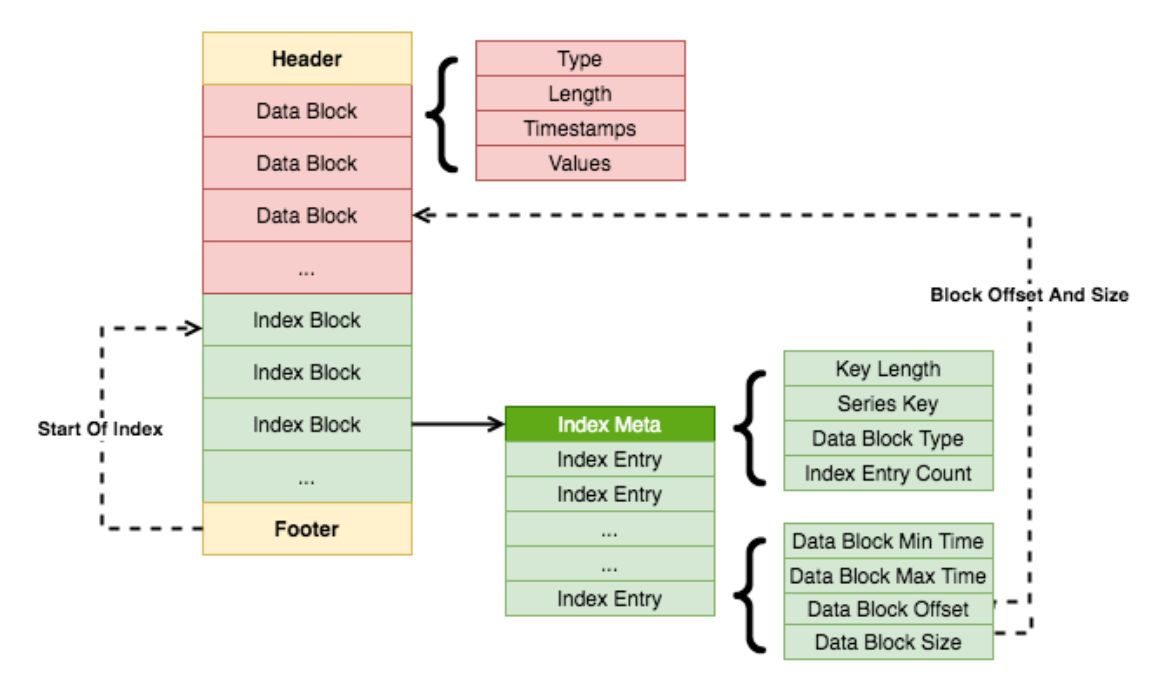 Header
Data Block
Data Block
Data Block
...
Index Block
Index Block
Index Block
...
Footer
Type
Length
Timestamps
Values
Block Offset And Size
Start Of Index
Index Meta
Index Entry
Index Entry
...
...
Index Entry
Key Length
Series Key
Data Block Type
Index Entry Count
Data Block Min Time
Data Block Max Time
Data Block Offset
Data Block Size